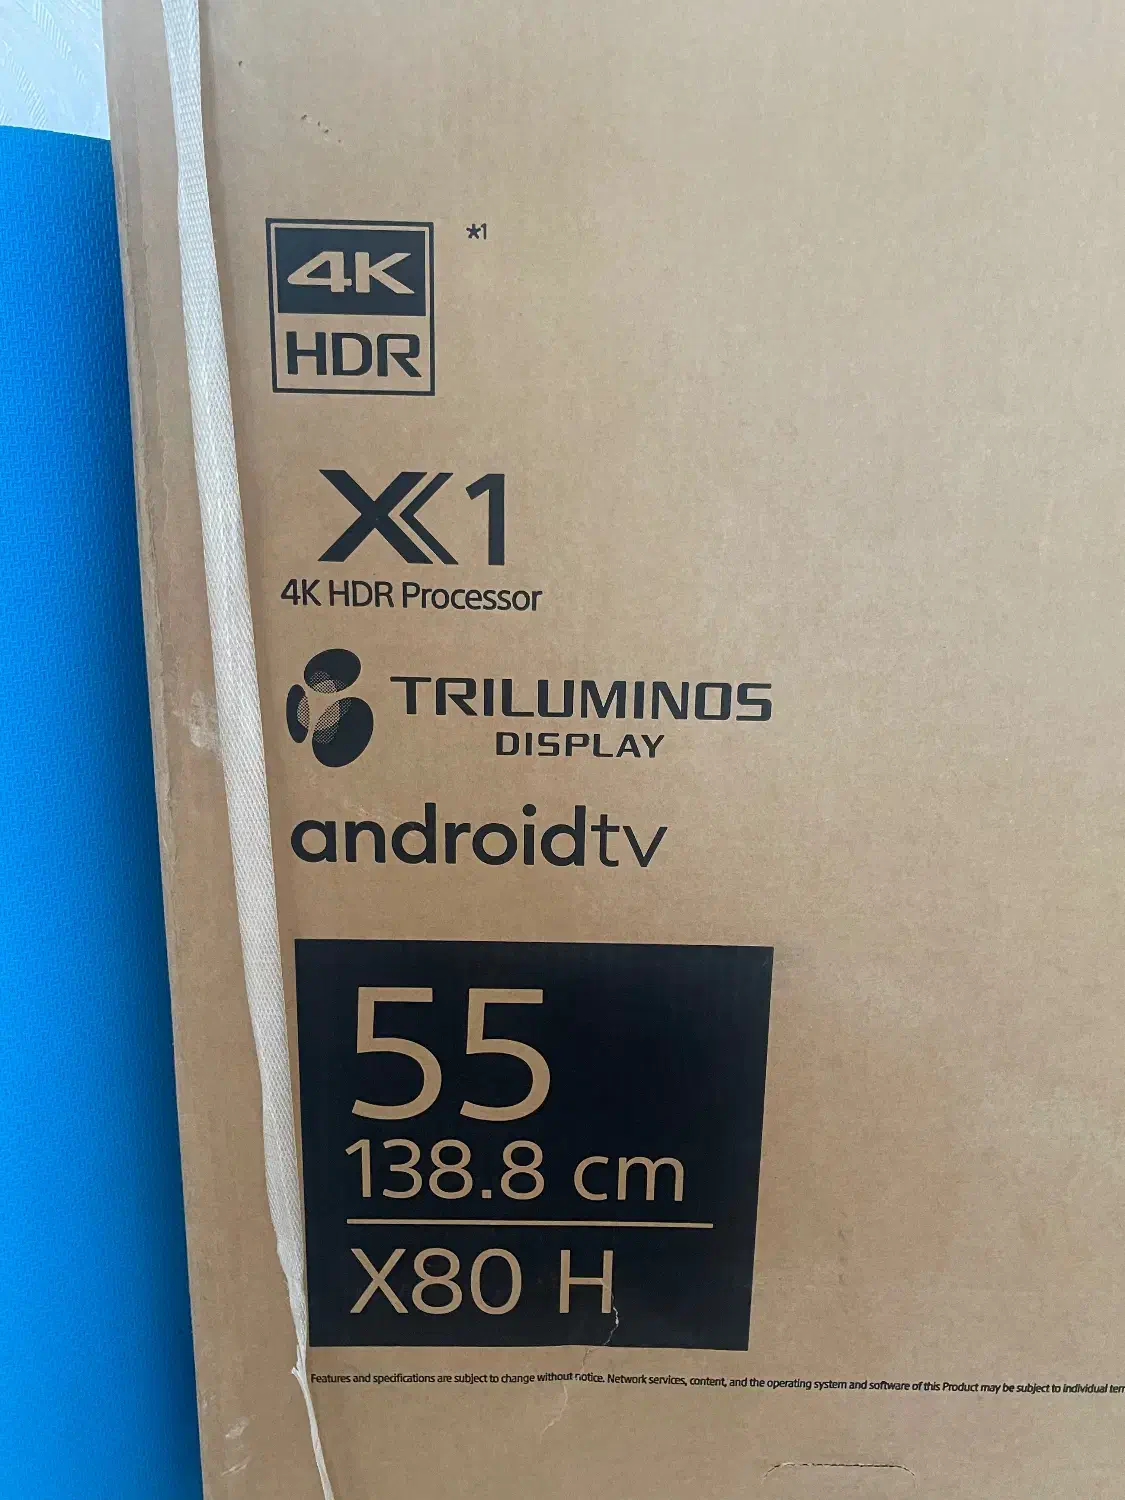 4K
HDR
*1
X1
4K HDR Processor
TRILUMINOS
DISPLAY
androidtv
55
138.8 cm
X80 H
Features and specifications are subject to change without notice. Network services, content, and the operating system and software of this Product may be subject to individual